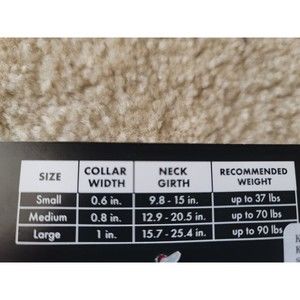 SIZE COLLAR WIDTH NECK GIRTH RECOMMENDED WEIGHT
Small 0.6 in. 9.8 - 15 in. up to 37 lbs
Medium 0.8 in. 12.9 - 20.5 in. up to 70 lbs
Large 1 in. 15.7 - 25.4 in. up to 90 lbs